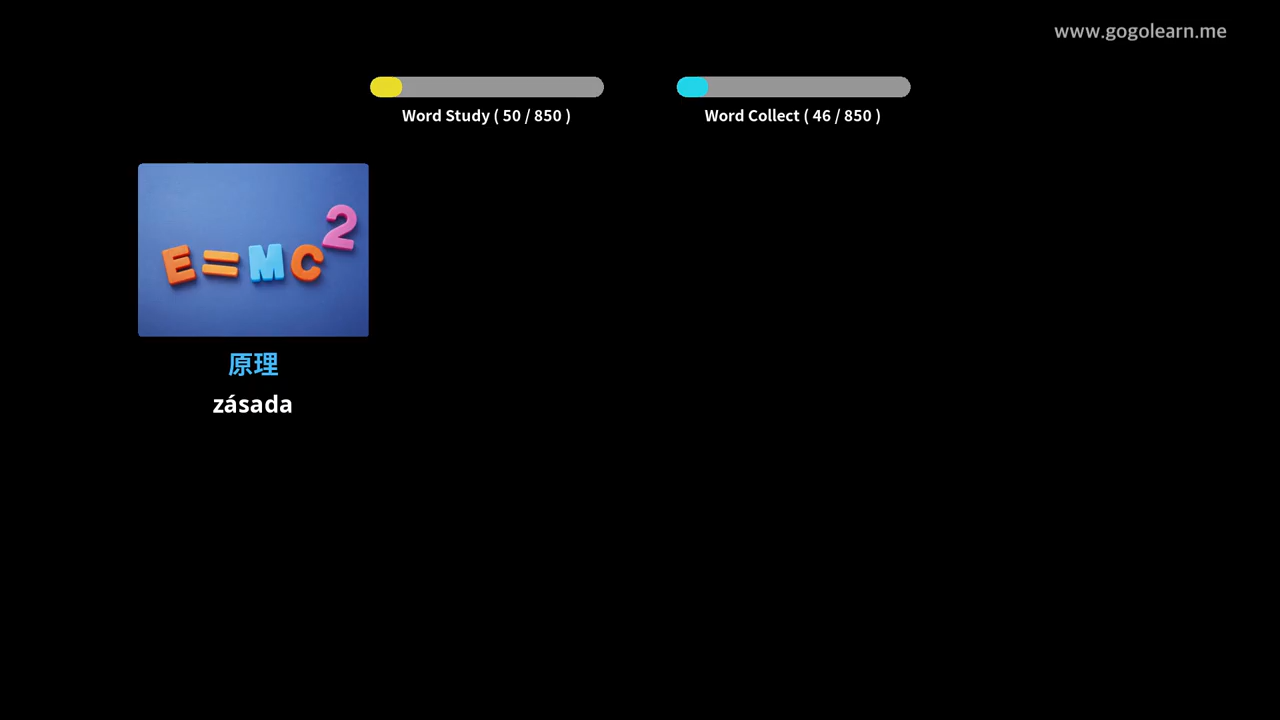 www.gogolearn.me
Word Study ( 50 / 850 )
Word Collect ( 46 / 850 )
E=MC²
原理
zásada